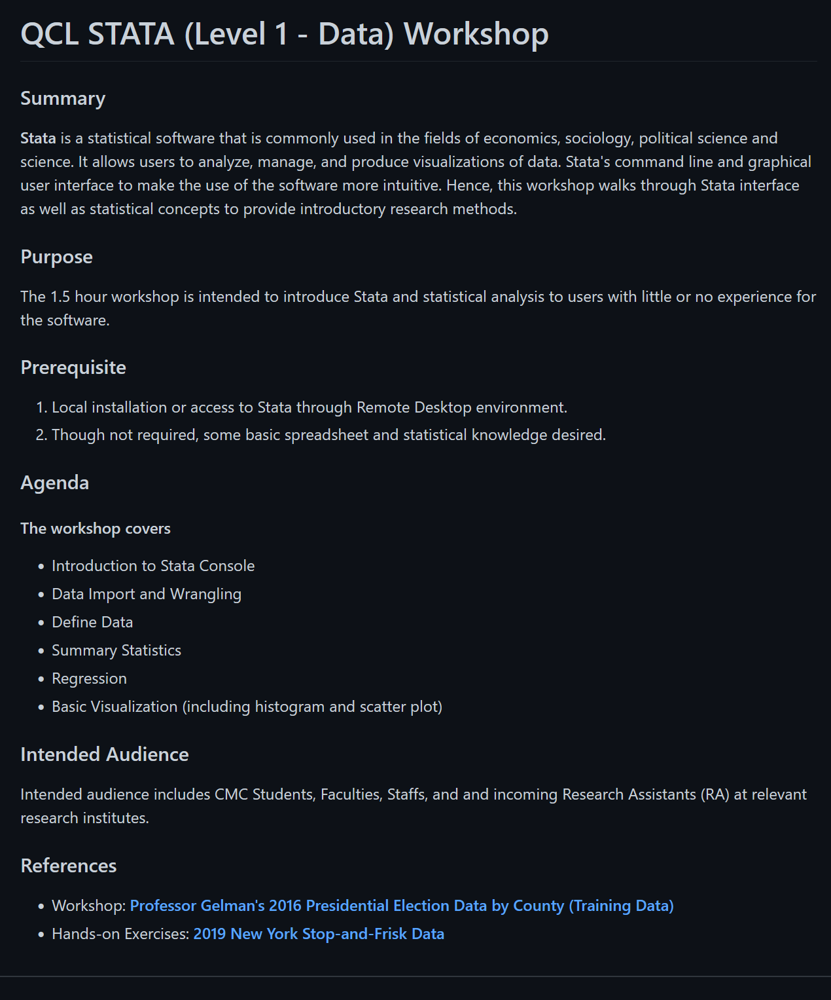 QCL STATA (Level 1 - Data) Workshop
Summary
Stata is a statistical software that is commonly used in the fields of economics, sociology, political science and
science. It allows users to analyze, manage, and produce visualizations of data. Stata's command line and graphical
user interface to make the use of the software more intuitive. Hence, this workshop walks through Stata interface
as well as statistical concepts to provide introductory research methods.
Purpose
The 1.5 hour workshop is intended to introduce Stata and statistical analysis to users with little or no experience for
the software.
Prerequisite
1. Local installation or access to Stata through Remote Desktop environment.
2. Though not required, some basic spreadsheet and statistical knowledge desired.
Agenda
The workshop covers
• Introduction to Stata Console
• Data Import and Wrangling
• Define Data
• Summary Statistics
• Regression
• Basic Visualization (including histogram and scatter plot)
Intended Audience
Intended audience includes CMC Students, Faculties, Staffs, and and incoming Research Assistants (RA) at relevant
research institutes.
References
• Workshop: Professor Gelman's 2016 Presidential Election Data by County (Training Data)
• Hands-on Exercises: 2019 New York Stop-and-Frisk Data